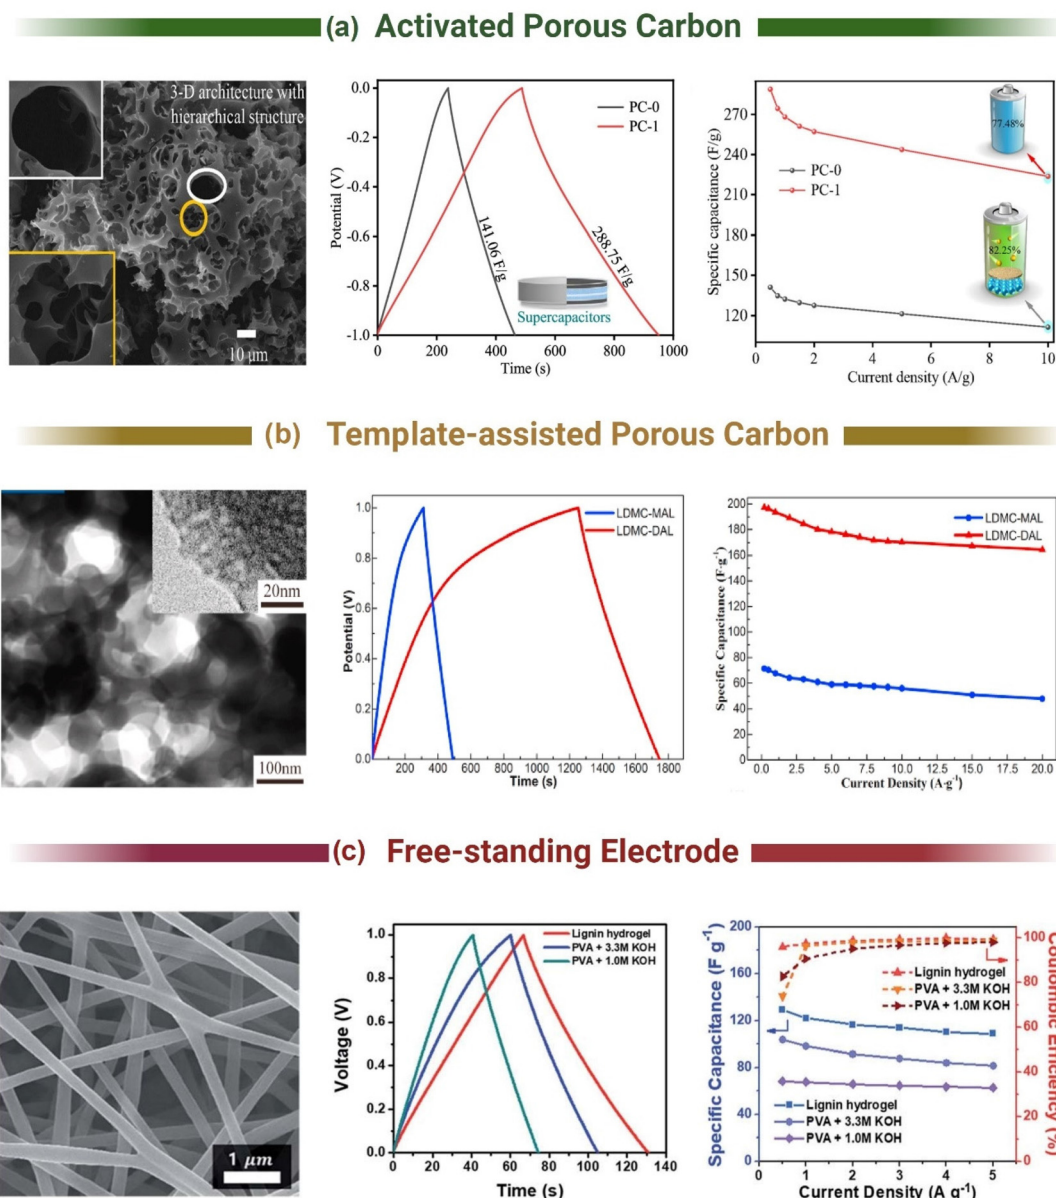 (a) Activated Porous Carbon
3-D architecture with
hierarchical structure
10 µm
Potential (V)
0.0
-0.2
-0.4
-0.6
-0.8
-1.0
PC-0
PC-1
141.06 F/g
288.75 F/g
Supercapacitors
0 200 400 600 800 1000
Time (s)
Specific capacitance (F/g)
270
240
210
180
150
120
PC-0
PC-1
77.48%
82.25%
0 2 4 6 8 10
Current density (A/g)
(b) Template-assisted Porous Carbon
20nm
100nm
Potential (V)
1.0
0.8
0.6
0.4
0.2
0.0
LDMC-MAL
LDMC-DAL
200 400 600 800 1000 1200 1400 1600 1800
Time (s)
Specific Capacitance (F·g-1)
200
180
160
140
120
100
80
60
40
20
0
LDMC-MAL
LDMC-DAL
0.0 2.5 5.0 7.5 10.0 12.5 15.0 17.5 20.0
Current Density (A·g-1)
(c) Free-standing Electrode
1 µm
Voltage (V)
1.0
0.8
0.6
0.4
0.2
0.0
Lignin hydrogel
PVA + 3.3M KOH
PVA + 1.0M KOH
0 20 40 60 80 100 120 140
Time (s)
Specific Capacitance (F g-1)
200
180
160
120
80
40
0
Lignin hydrogel
PVA + 3.3M KOH
PVA + 1.0M KOH
Lignin hydrogel
PVA + 3.3M KOH
PVA + 1.0M KOH
100
80
60
40
20
0
Coulombic Efficiency (%)
0 1 2 3 4 5
Current Density (A g-1)